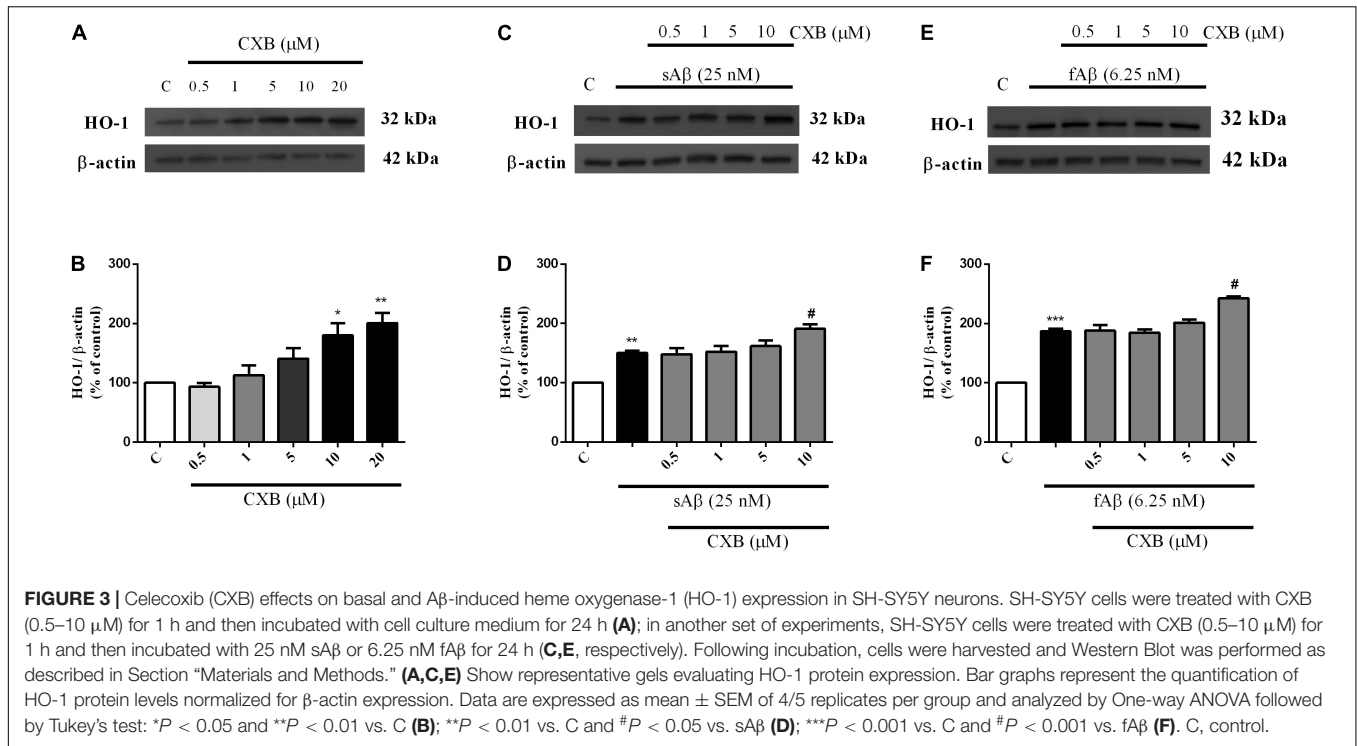 A
CXB (μM)
C 0.5 1 5 10 20
HO-1 32 kDa
β-actin 42 kDa
C
0.5 1 5 10 CXB (μM)
sAβ (25 nM)
C
HO-1 32 kDa
β-actin 42 kDa
E
0.5 1 5 10 CXB (μM)
fAβ (6.25 nM)
C
HO-1 32 kDa
β-actin 42 kDa
B
HO-1/ β-actin
(% of control)
300
200
100
0
* **
C 0.5 1 5 10 20
CXB (μM)
D
HO-1/ β-actin
(% of control)
300
200
100
0
** #
C 0.5 1 5 10
sAβ (25 nM)
CXB (μM)
F
HO-1/ β-actin
(% of control)
300
200
100
0
*** #
C 0.5 1 5 10
fAβ (6.25 nM)
CXB (μM)
FIGURE 3 | Celecoxib (CXB) effects on basal and Aβ-induced heme oxygenase-1 (HO-1) expression in SH-SY5Y neurons. SH-SY5Y cells were treated with CXB
(0.5–10 μM) for 1 h and then incubated with cell culture medium for 24 h (A); in another set of experiments, SH-SY5Y cells were treated with CXB (0.5–10 μM) for
1 h and then incubated with 25 nM sAβ or 6.25 nM fAβ for 24 h (C,E, respectively). Following incubation, cells were harvested and Western Blot was performed as
described in Section “Materials and Methods.” (A,C,E) Show representative gels evaluating HO-1 protein expression. Bar graphs represent the quantification of
HO-1 protein levels normalized for β-actin expression. Data are expressed as mean ± SEM of 4/5 replicates per group and analyzed by One-way ANOVA followed
by Tukey’s test: *P < 0.05 and **P < 0.01 vs. C (B); **P < 0.01 vs. C and #P < 0.05 vs. sAβ (D); ***P < 0.001 vs. C and #P < 0.001 vs. fAβ (F). C, control.